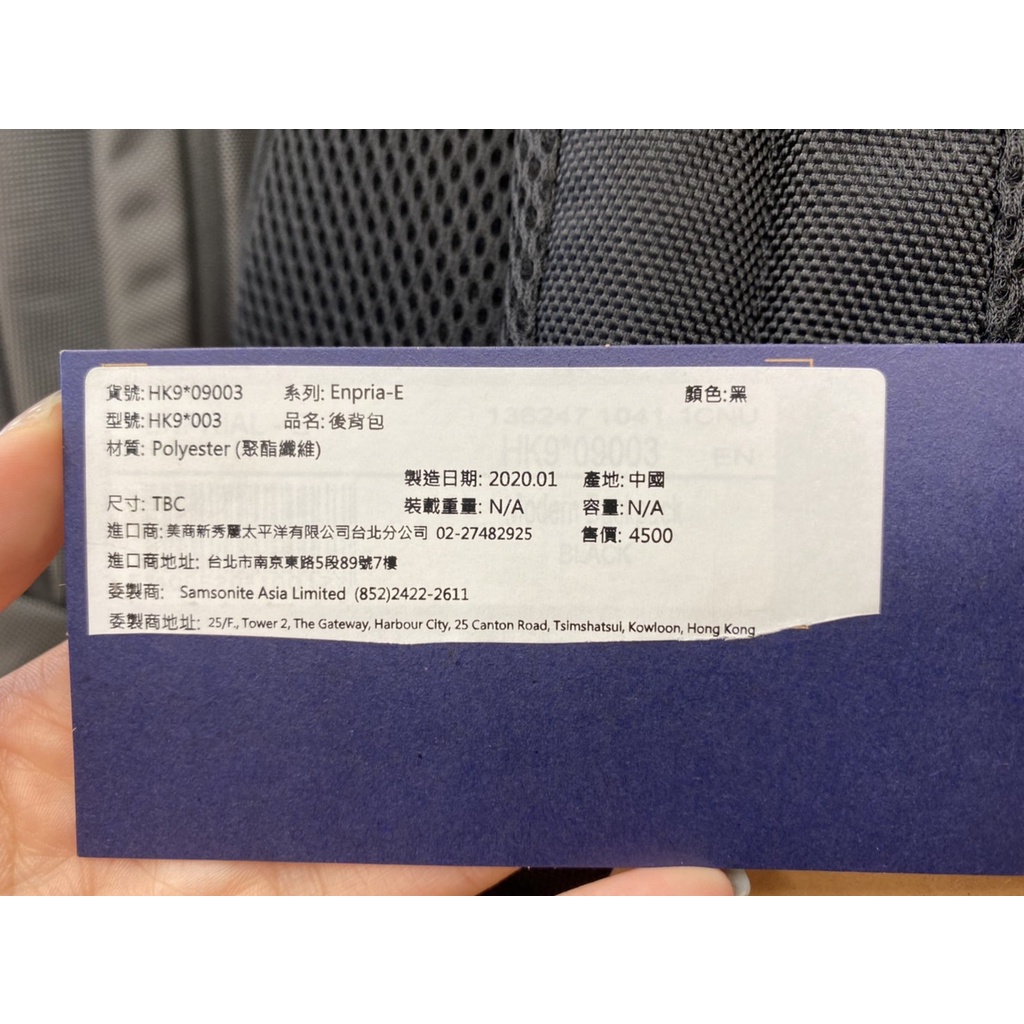 貨號: HK9*09003 系列: Enpria-E 顏色:黑
型號: HK9*003 品名: 後背包
材質: Polyester (聚酯纖維)
製造日期: 2020.01 產地: 中國
尺寸: TBC 裝載重量: N/A 容量: N/A
進口商: 美商新秀麗太平洋有限公司台北分公司 02-27482925 售價: 4500
進口商地址: 台北市南京東路5段89號7樓
委製商: Samsonite Asia Limited (852)2422-2611
委製商地址: 25/F., Tower 2, The Gateway, Harbour City, 25 Canton Road, Tsimshatsui, Kowloon, Hong Kong
HK9*09003 EN
BLACK